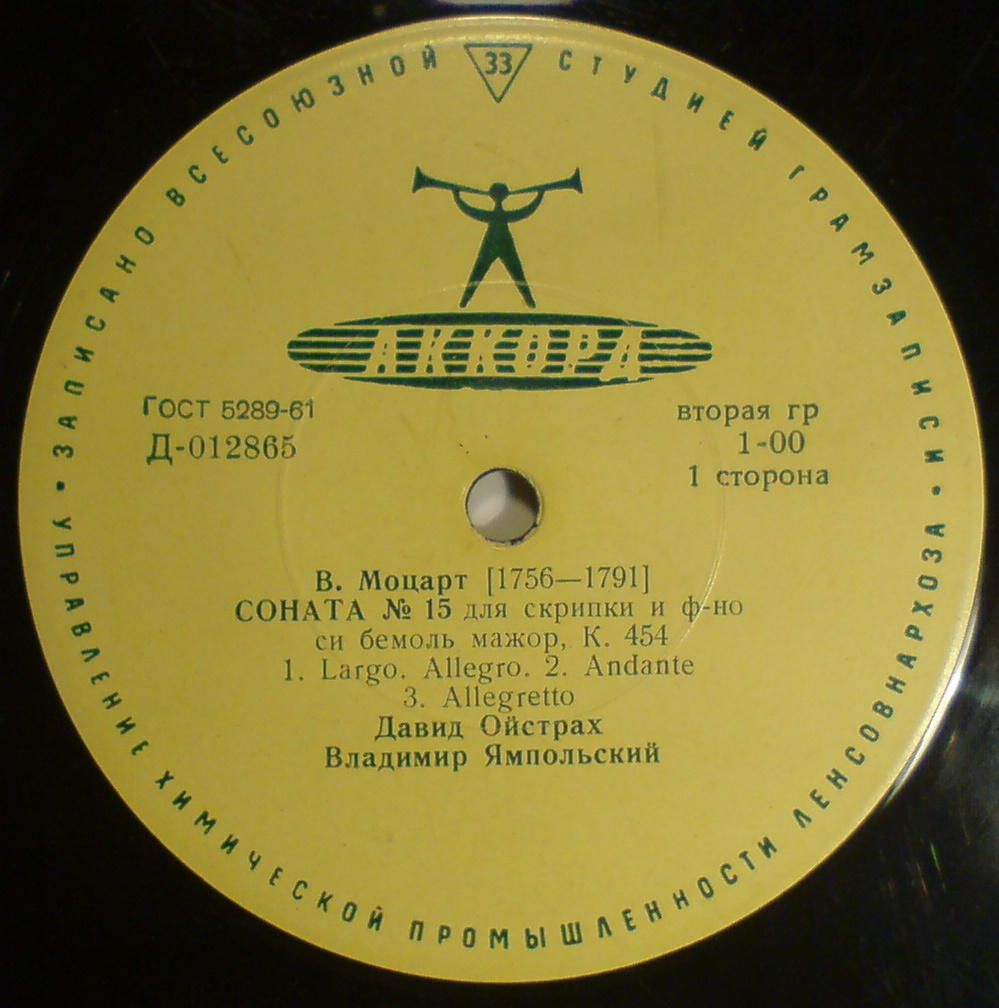 ЗАПИСАНО ВСЕСОЮЗНОЙ СТУДИЕЙ ГРАМЗАПИСИ •
33
АККОРД
ГОСТ 5289-61
Д-012865
вторая гр
1-00
1 сторона
В. Моцарт [1756—1791]
СОНАТА № 15 для скрипки и ф-но
си бемоль мажор, К. 454
1. Largo. Allegro. 2. Andante
3. Allegretto
Давид Ойстрах
Владимир Ямпольский
УПРАВЛЕНИЕ ХИМИЧЕСКОЙ ПРОМЫШЛЕННОСТИ ЛЕНСОВНАРХОЗА •